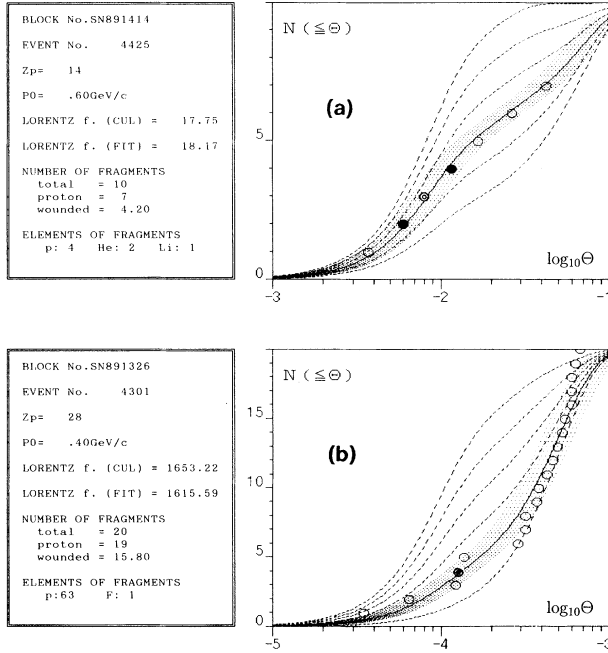 BLOCK No.SN891414
EVENT No. 4425
Zp= 14
P0= .60GeV/c
LORENTZ f. (CUL) = 17.75
LORENTZ f. (FIT) = 18.17
NUMBER OF FRAGMENTS
total = 10
proton = 7
wounded = 4.20
ELEMENTS OF FRAGMENTS
p: 4 He: 2 Li: 1
N (≦Θ)
(a)
5
0
log₁₀Θ
-3 -2 -1
BLOCK No.SN891326
EVENT No. 4301
Zp= 28
P0= .40GeV/c
LORENTZ f. (CUL) = 1653.22
LORENTZ f. (FIT) = 1615.59
NUMBER OF FRAGMENTS
total = 20
proton = 19
wounded = 15.80
ELEMENTS OF FRAGMENTS
p:63 F: 1
N (≦Θ)
15
(b)
10
5
0
log₁₀Θ
-5 -4 -3